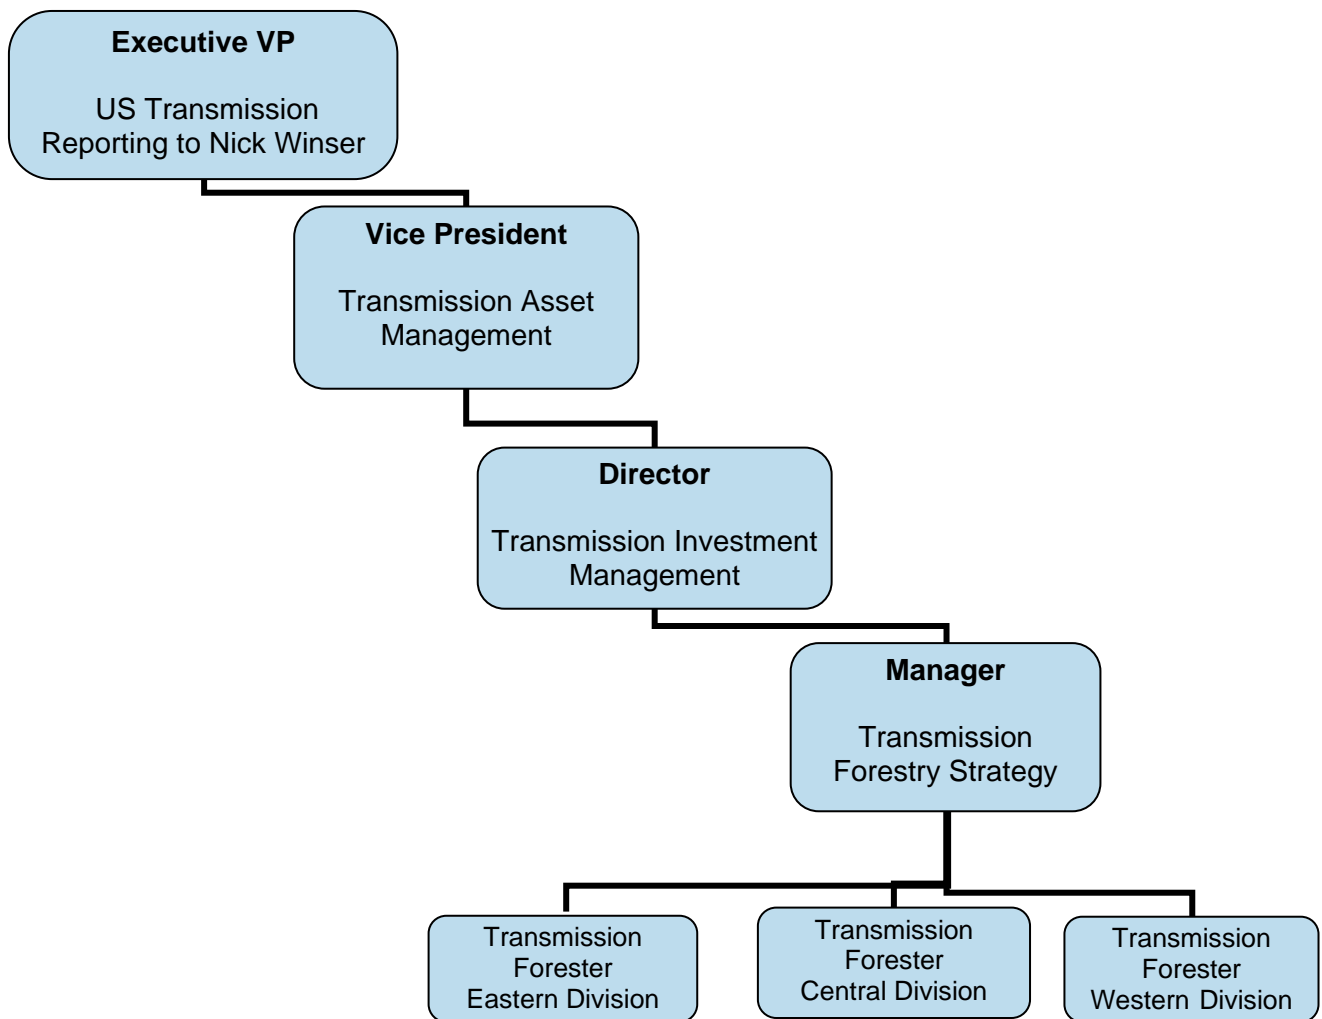 Executive VP
US Transmission
Reporting to Nick Winser
Vice President
Transmission Asset
Management
Director
Transmission Investment
Management
Manager
Transmission
Forestry Strategy
Transmission
Forester
Eastern Division
Transmission
Forester
Central Division
Transmission
Forester
Western Division